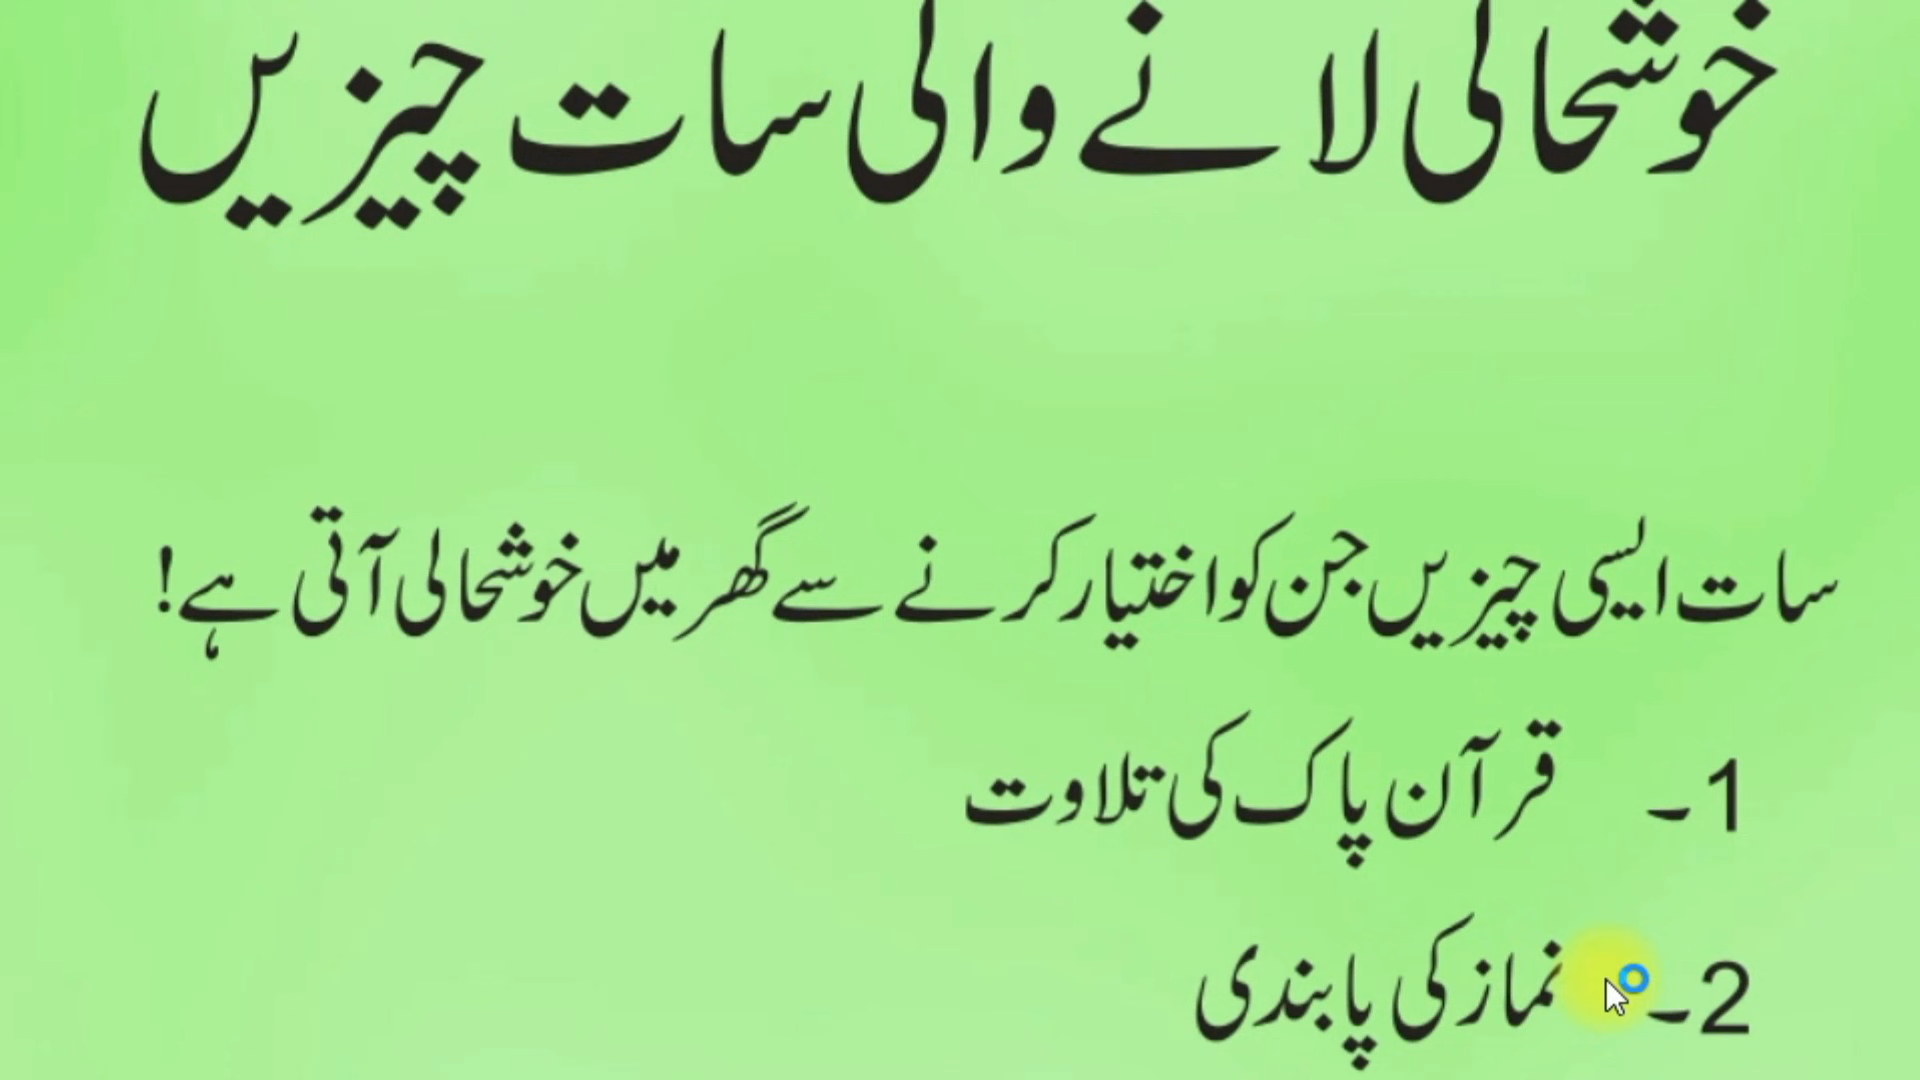 خوشحالی لانے والی سات چیزیں
سات ایسی چیزیں جن کو اختیار کرنے سے گھر میں خوشحالی آتی ہے!
1۔ قرآن پاک کی تلاوت
2۔ نماز کی پابندی